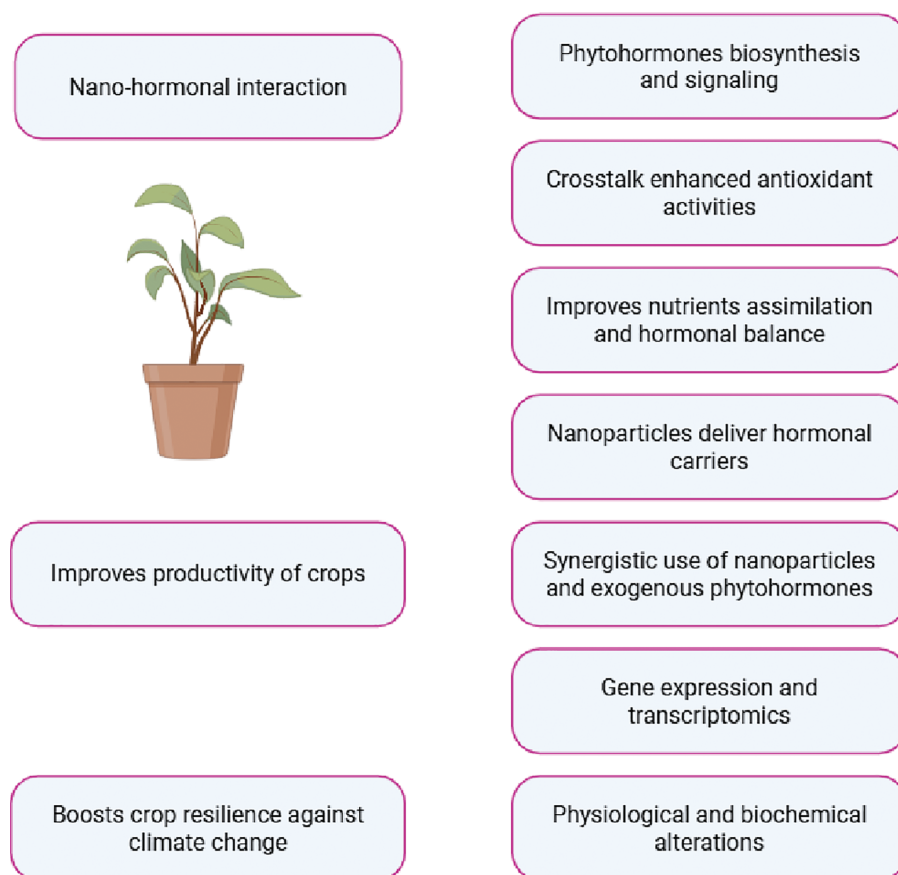 Nano-hormonal interaction
Improves productivity of crops
Boosts crop resilience against
climate change
Phytohormones biosynthesis
and signaling
Crosstalk enhanced antioxidant
activities
Improves nutrients assimilation
and hormonal balance
Nanoparticles deliver hormonal
carriers
Synergistic use of nanoparticles
and exogenous phytohormones
Gene expression and
transcriptomics
Physiological and biochemical
alterations